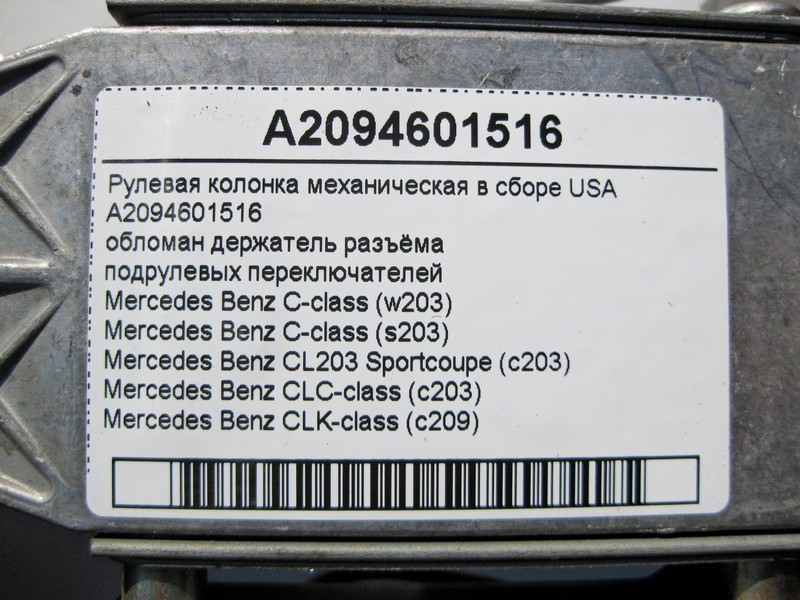 A2094601516
Рулевая колонка механическая в сборе USA
A2094601516
обломан держатель разъёма
подрулевых переключателей
Mercedes Benz C-class (w203)
Mercedes Benz C-class (s203)
Mercedes Benz CL203 Sportcoupe (c203)
Mercedes Benz CLC-class (c203)
Mercedes Benz CLK-class (c209)